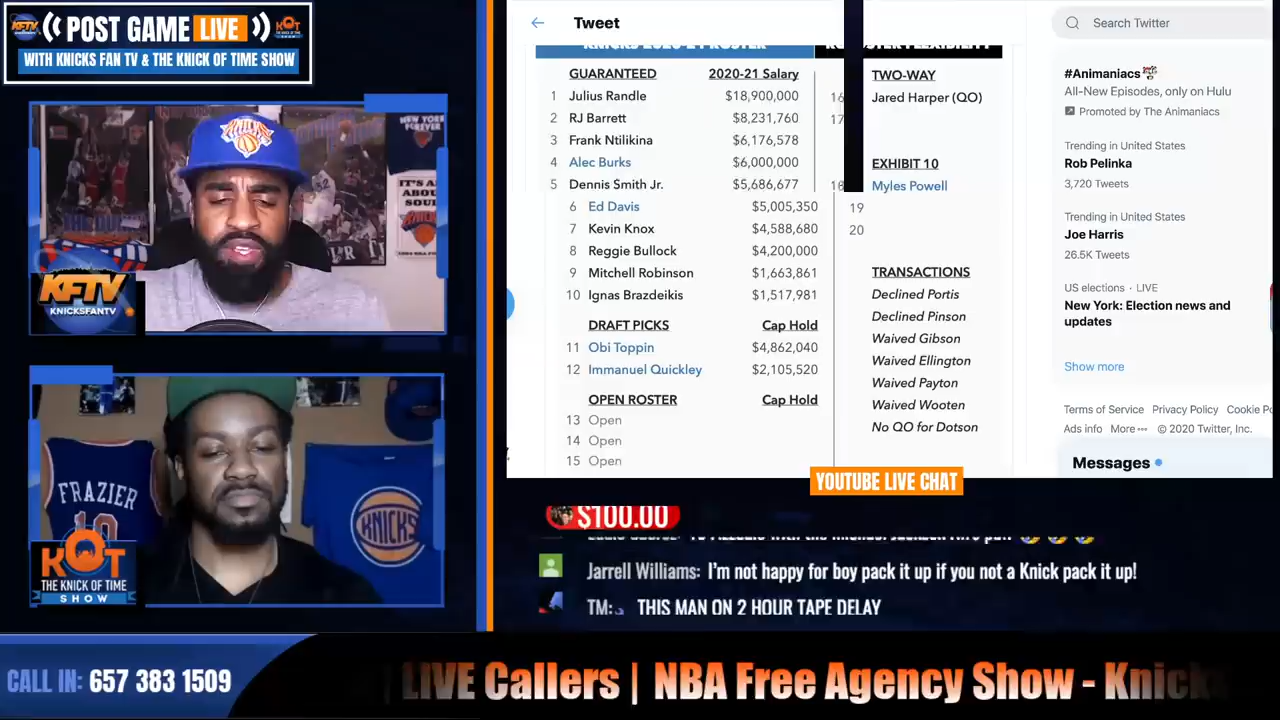 KFTV
POST GAME LIVE
KOT
WITH KNICKS FAN TV & THE KNICK OF TIME SHOW
NEW YORK
FOREVER
IT'S A
ABOU
SOUL
KNICKS
KFTV
KNICKSFANTV
FRAZIER
10
KNICKS
KOT
THE KNICK OF TIME
SHOW
Tweet
KNICKS 2020-21 ROSTER
GUARANTEED 2020-21 Salary
1 Julius Randle $18,900,000
2 RJ Barrett $8,231,760
3 Frank Ntilikina $6,176,578
4 Alec Burks $6,000,000
5 Dennis Smith Jr. $5,686,677
6 Ed Davis $5,005,350
7 Kevin Knox $4,588,680
8 Reggie Bullock $4,200,000
9 Mitchell Robinson $1,663,861
10 Ignas Brazdeikis $1,517,981
DRAFT PICKS Cap Hold
11 Obi Toppin $4,862,040
12 Immanuel Quickley $2,105,520
OPEN ROSTER Cap Hold
13 Open
14 Open
15 Open
16
17
18
19
20
TWO-WAY
Jared Harper (QO)
EXHIBIT 10
Myles Powell
TRANSACTIONS
Declined Portis
Declined Pinson
Waived Gibson
Waived Ellington
Waived Payton
Waived Wooten
No QO for Dotson
Search Twitter
#Animaniacs
All-New Episodes, only on Hulu
Promoted by The Animaniacs
Trending in United States
Rob Pelinka
3,720 Tweets
Trending in United States
Joe Harris
26.5K Tweets
US elections · LIVE
New York: Election news and
updates
Show more
Terms of Service Privacy Policy Cookie Po
Ads info More··· © 2020 Twitter, Inc.
Messages
YOUTUBE LIVE CHAT
$100.00
Jarrell Williams: I'm not happy for boy pack it up if you not a Knick pack it up!
TM: THIS MAN ON 2 HOUR TAPE DELAY
CALL IN: 657 383 1509
LIVE Callers | NBA Free Agency Show - Knicks